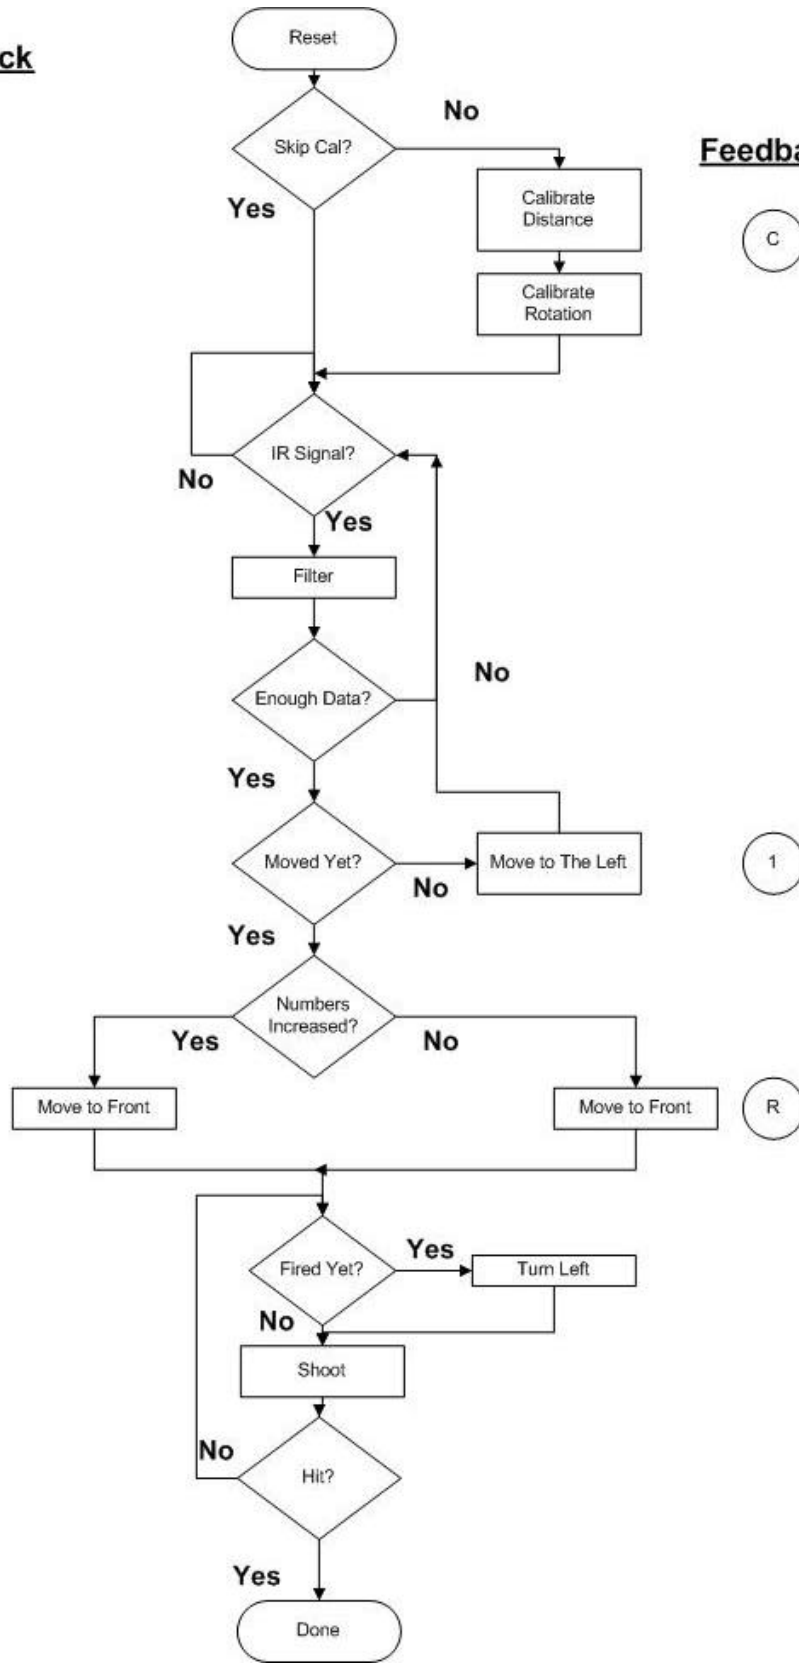 Reset
ck
No
Skip Cal?
Feedba
Calibrate
Distance
Yes
C
Calibrate
Rotation
IR Signal?
No
Yes
Filter
No
Enough Data?
Yes
Moved Yet?
Move to The Left
1
No
Yes
Numbers
Increased?
Yes
No
Move to Front
Move to Front
R
Yes
Fired Yet?
Turn Left
No
Shoot
No
Hit?
Yes
Done